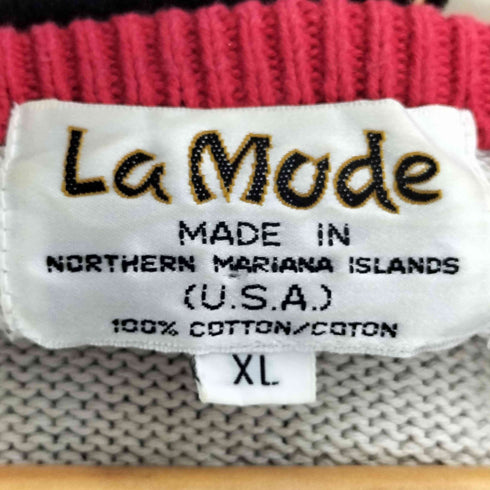 La Mode
MADE IN
NORTHERN MARIANA ISLANDS
(U.S.A.)
100% COTTON/COTON
XL